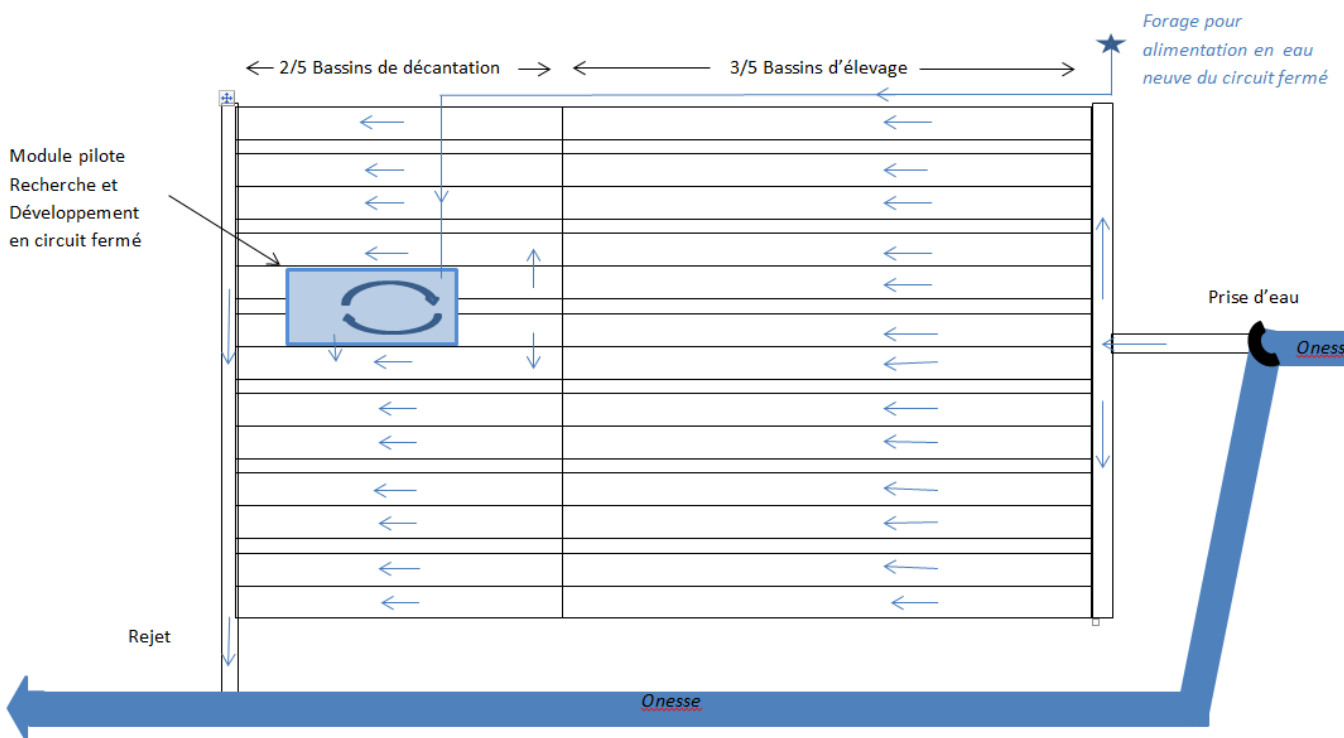 Forage pour
alimentation en eau
neuve du circuit fermé
2/5 Bassins de décantation
3/5 Bassins d’élevage
Module pilote
Recherche et
Développement
en circuit fermé
Prise d’eau
Oness
Rejet
Onesse